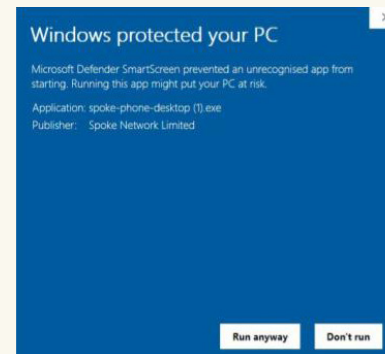 Windows protected your PC
Microsoft Defender SmartScreen prevented an unrecognised app from
starting. Running this app might put your PC at risk.
Application: spoke-phone-desktop (1).exe
Publisher: Spoke Network Limited
Run anyway Don't run